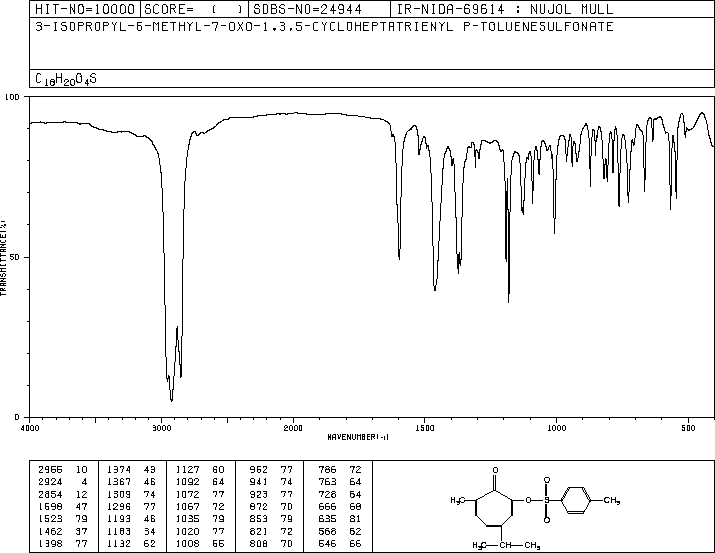 HIT-NO=10000 SCORE= ( ) SDBS-NO=24944 IR-NIDA-69614 : NUJOL MULL
3-ISOPROPYL-6-METHYL-7-OXO-1,3,5-CYCLOHEPTATRIENYL P-TOLUENESULFONATE
C18H20O4S
100
50
0
TRANSMITTANCE(%)
4000 3000 2000 1500 1000 500
WAVENUMBER(-1)
2956 10 1374 43 1127 60 962 77 786 72
2924 4 1367 46 1092 64 941 74 763 64
2854 12 1309 74 1072 77 923 77 728 64
1598 47 1296 77 1067 72 872 70 666 68
1523 79 1193 46 1035 79 853 79 635 81
1462 37 1183 34 1020 77 821 72 568 62
1398 77 1132 62 1008 55 808 70 546 66
O
O
H3C
O S CH3
O
H3C CH3